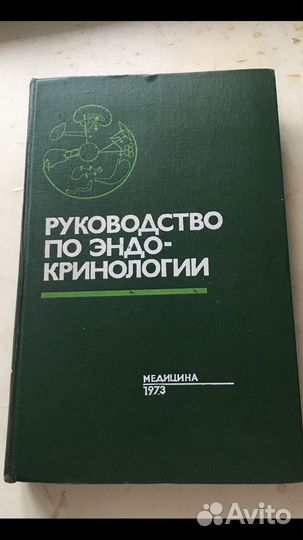 РУКОВОДСТВО
ПО ЭНДО-
КРИНОЛОГИИ
МЕДИЦИНА
1973
Avito